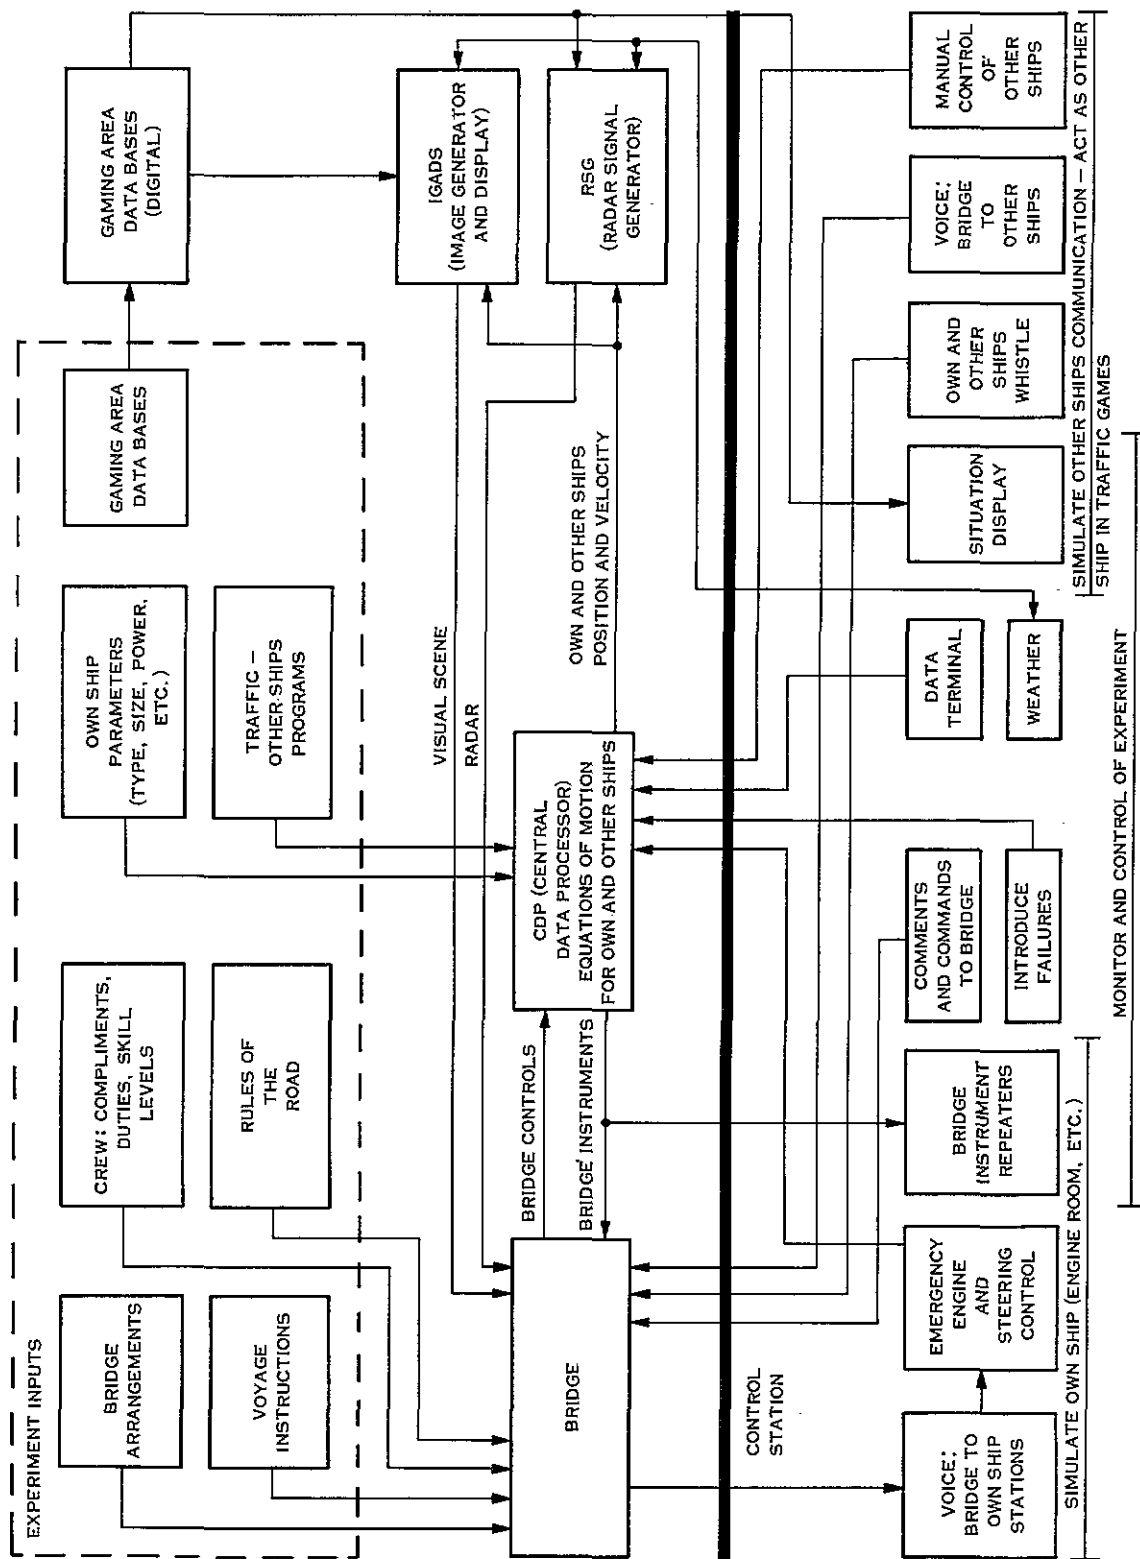 EXPERIMENT INPUTS
BRIDGE
ARRANGEMENTS
VOYAGE
INSTRUCTIONS
CREW: COMPLIMENTS,
DUTIES, SKILL
LEVELS
RULES OF
THE
ROAD
OWN SHIP
PARAMETERS
(TYPE, SIZE, POWER,
ETC.)
TRAFFIC –
OTHER-SHIPS
PROGRAMS
GAMING AREA
DATA BASES
GAMING AREA
DATA BASES
(DIGITAL)
VISUAL SCENE
RADAR
IGADS
(IMAGE GENERATOR
AND DISPLAY)
RSG
(RADAR SIGNAL
GENERATOR)
BRIDGE
BRIDGE CONTROLS
BRIDGE INSTRUMENTS
CDP (CENTRAL
DATA PROCESSOR)
EQUATIONS OF MOTION
FOR OWN AND OTHER SHIPS
OWN AND OTHER SHIPS
POSITION AND VELOCITY
CONTROL
STATION
VOICE:
BRIDGE TO
OWN SHIP
STATIONS
EMERGENCY
ENGINE
AND
STEERING
CONTROL
BRIDGE
INSTRUMENT
REPEATERS
COMMENTS
AND COMMANDS
TO BRIDGE
INTRODUCE
FAILURES
DATA
TERMINAL
WEATHER
SITUATION
DISPLAY
OWN AND
OTHER
SHIPS
WHISTLE
VOICE:
BRIDGE
TO
OTHER
SHIPS
MANUAL
CONTROL
OF
OTHER
SHIPS
SIMULATE OWN SHIP (ENGINE ROOM, ETC.)
MONITOR AND CONTROL OF EXPERIMENT
SIMULATE OTHER SHIPS COMMUNICATION – ACT AS OTHER
SHIP IN TRAFFIC GAMES